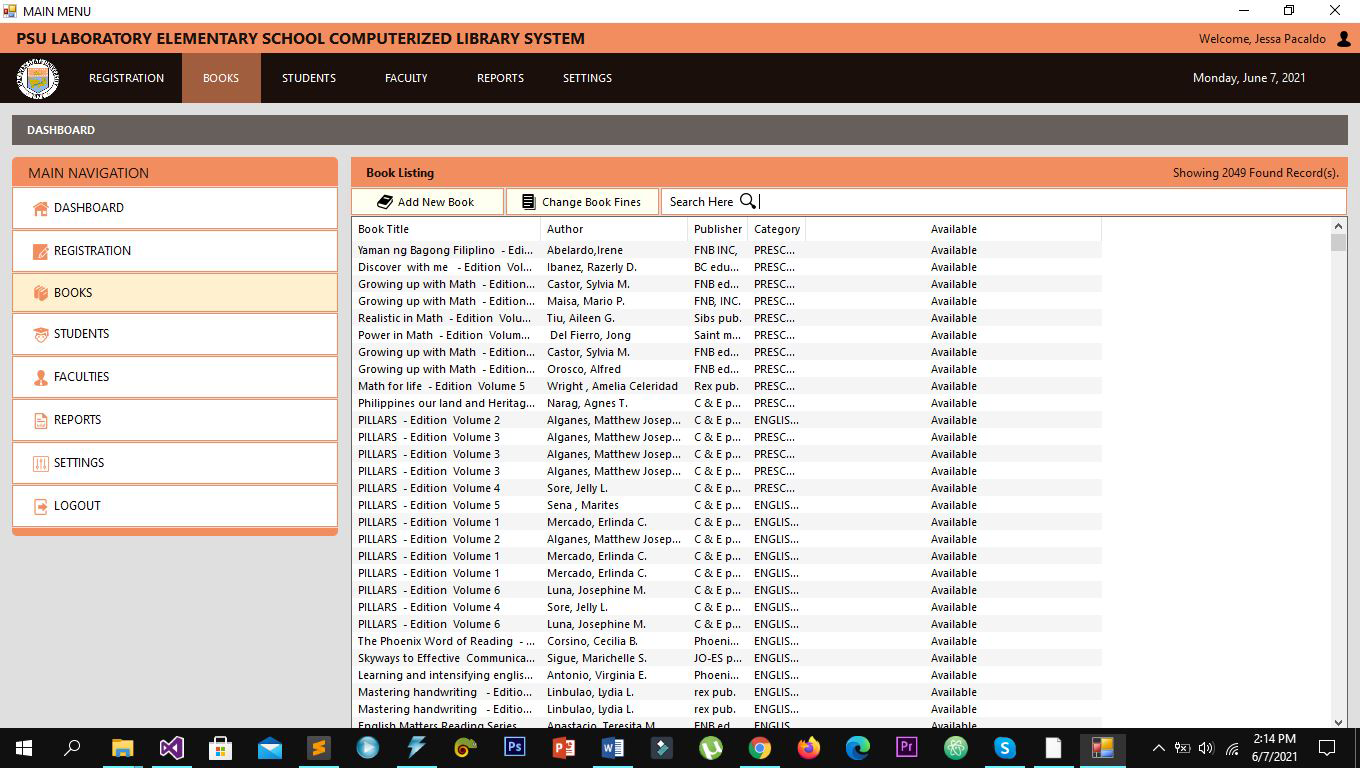 MAIN MENU
PSU LABORATORY ELEMENTARY SCHOOL COMPUTERIZED LIBRARY SYSTEM Welcome, Jessa Pacaldo
REGISTRATION BOOKS STUDENTS FACULTY REPORTS SETTINGS Monday, June 7, 2021
DASHBOARD
MAIN NAVIGATION
DASHBOARD
REGISTRATION
BOOKS
STUDENTS
FACULTIES
REPORTS
SETTINGS
LOGOUT
Book Listing Showing 2049 Found Record(s).
Add New Book Change Book Fines Search Here
Book Title Author Publisher Category Available
Yaman ng Bagong Filiplino - Edi... Abelardo,Irene FNB INC, PRESC... Available
Discover with me - Edition Vol... Ibanez, Razerly D. BC edu... PRESC... Available
Growing up with Math - Edition... Castor, Sylvia M. FNB ed... PRESC... Available
Growing up with Math - Edition... Maisa, Mario P. FNB, INC. PRESC... Available
Realistic in Math - Edition Volu... Tiu, Aileen G. Sibs pub. PRESC... Available
Power in Math - Edition Volum... Del Fierro, Jong Saint m... PRESC... Available
Growing up with Math - Edition... Castor, Sylvia M. FNB ed... PRESC... Available
Growing up with Math - Edition... Orosco, Alfred FNB ed... PRESC... Available
Math for life - Edition Volume 5 Wright , Amelia Celeridad Rex pub. PRESC... Available
Philippines our land and Heritag... Narag, Agnes T. C & E p... PRESC... Available
PILLARS - Edition Volume 2 Alganes, Matthew Josep... C & E p... ENGLIS... Available
PILLARS - Edition Volume 3 Alganes, Matthew Josep... C & E p... PRESC... Available
PILLARS - Edition Volume 3 Alganes, Matthew Josep... C & E p... PRESC... Available
PILLARS - Edition Volume 3 Alganes, Matthew Josep... C & E p... PRESC... Available
PILLARS - Edition Volume 4 Sore, Jelly L. C & E p... PRESC... Available
PILLARS - Edition Volume 5 Sena , Marites C & E p... ENGLIS... Available
PILLARS - Edition Volume 1 Mercado, Erlinda C. C & E p... ENGLIS... Available
PILLARS - Edition Volume 2 Alganes, Matthew Josep... C & E p... ENGLIS... Available
PILLARS - Edition Volume 1 Mercado, Erlinda C. C & E p... ENGLIS... Available
PILLARS - Edition Volume 1 Mercado, Erlinda C. C & E p... ENGLIS... Available
PILLARS - Edition Volume 6 Luna, Josephine M. C & E p... ENGLIS... Available
PILLARS - Edition Volume 4 Sore, Jelly L. C & E p... ENGLIS... Available
PILLARS - Edition Volume 6 Luna, Josephine M. C & E p... ENGLIS... Available
The Phoenix Word of Reading - ... Corsino, Cecilia B. Phoeni... ENGLIS... Available
Skyways to Effective Communica... Sigue, Marichelle S. JO-ES p... ENGLIS... Available
Learning and intensifying englis... Antonio, Virginia E. Phoeni... ENGLIS... Available
Mastering handwriting - Editio... Linbulao, Lydia L. rex pub. ENGLIS... Available
Mastering handwriting - Editio... Linbulao, Lydia L. rex pub. ENGLIS... Available
English Matters Reading Series Anastacio, Teresita M. FNB ed ENGLIS Available
Ps Pr
2:14 PM
6/7/2021